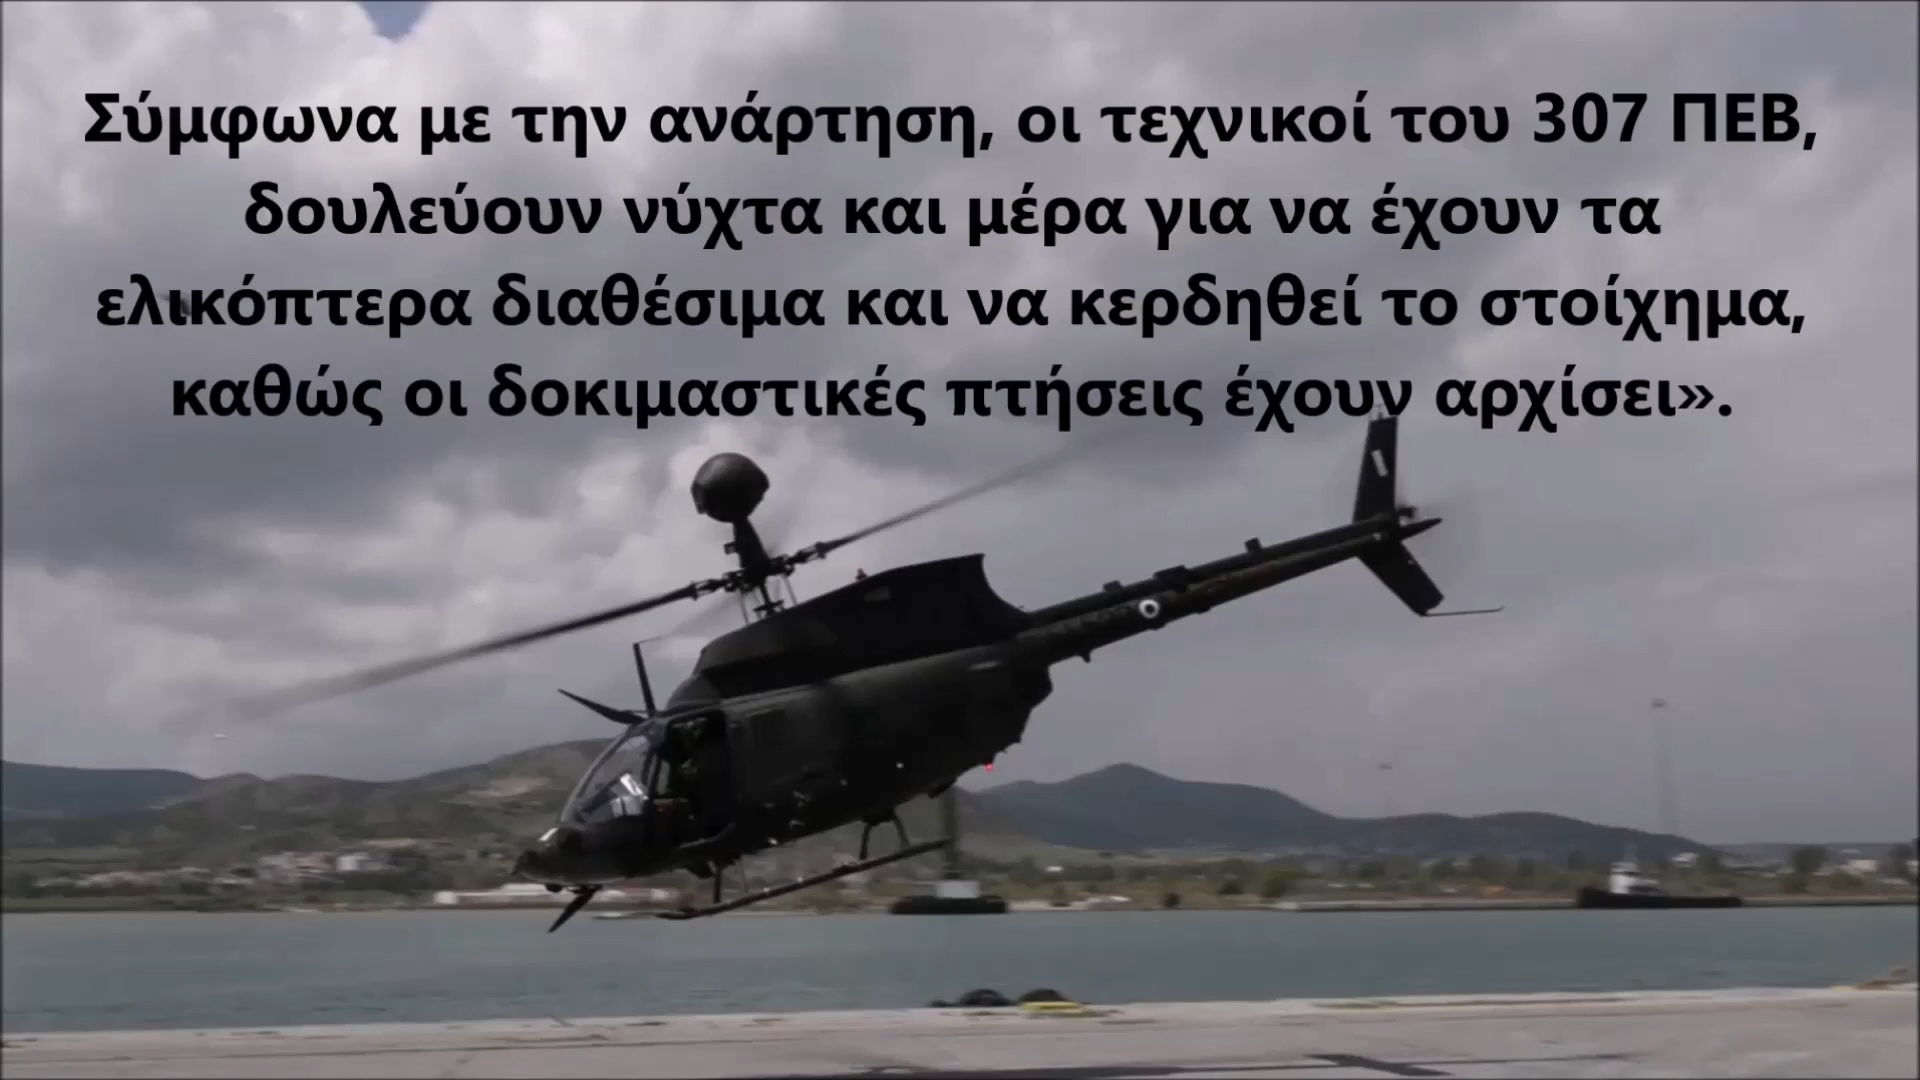 Σύμφωνα με την ανάρτηση, οι τεχνικοί του 307 ΠΕΒ,
δουλεύουν νύχτα και μέρα για να έχουν τα
ελικόπτερα διαθέσιμα και να κερδηθεί το στοίχημα,
καθώς οι δοκιμαστικές πτήσεις έχουν αρχίσει».